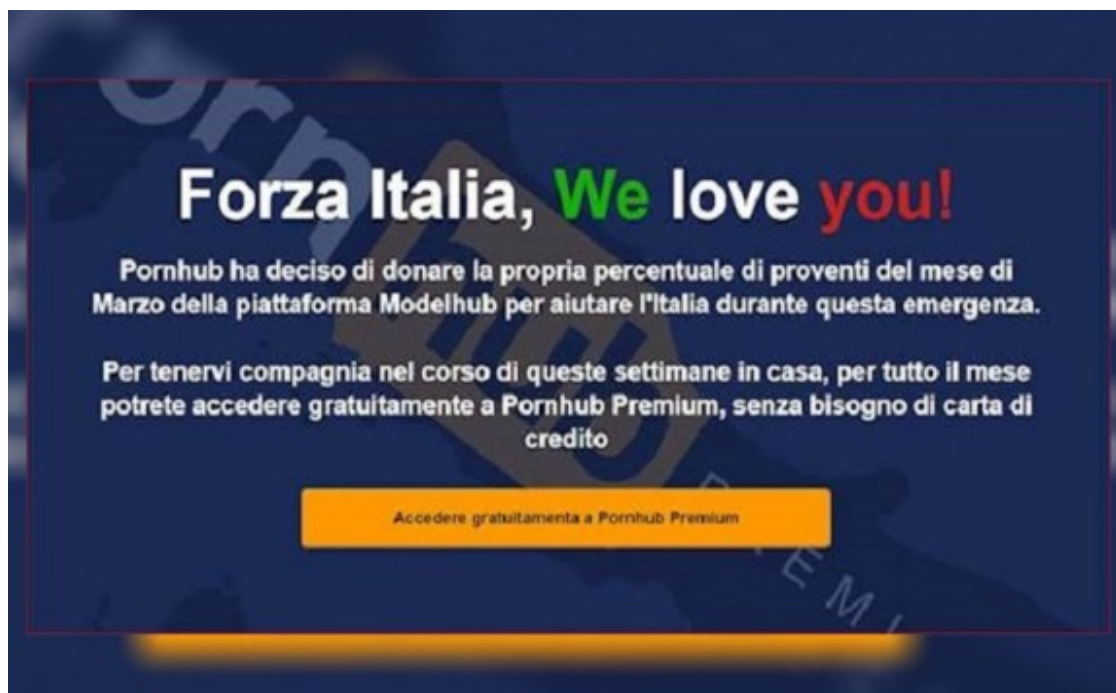 Forza Italia, We love you!
Pornhub ha deciso di donare la propria percentuale di proventi del mese di
Marzo della piattaforma Modelhub per aiutare l'Italia durante questa emergenza.
Per tenervi compagnia nel corso di queste settimane in casa, per tutto il mese
potrete accedere gratuitamente a Pornhub Premium, senza bisogno di carta di
credito
Accedere gratuitamenta a Pornhub Premium